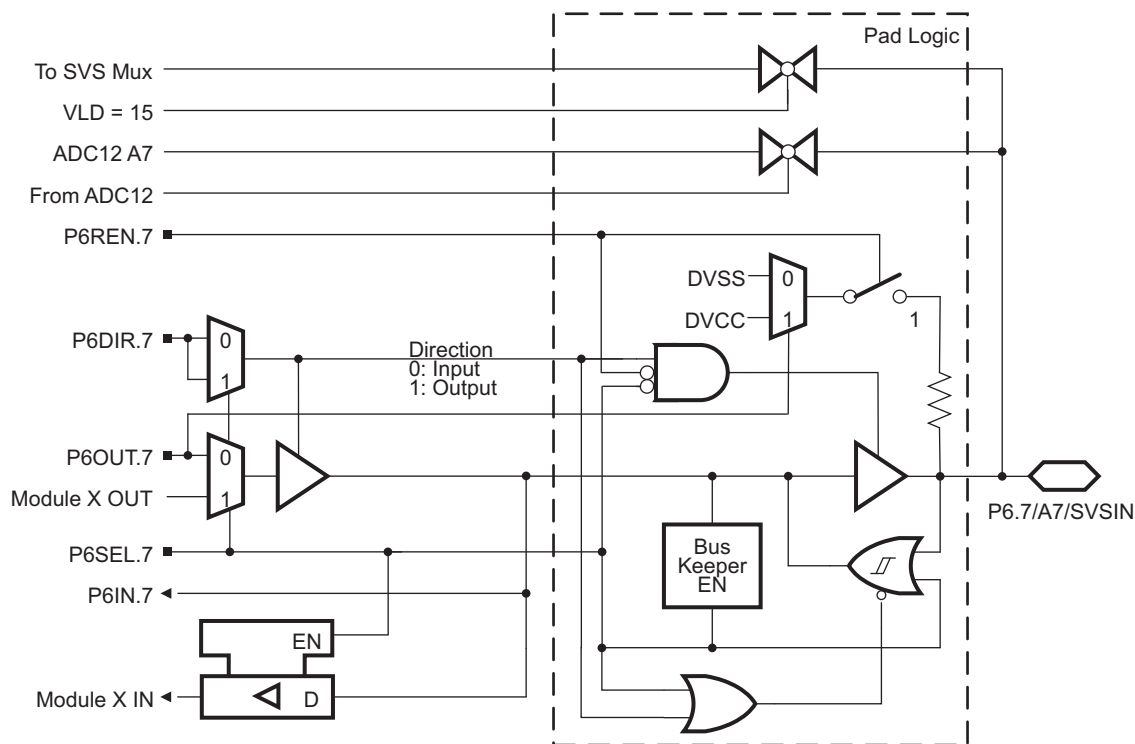 Pad Logic
To SVS Mux
VLD = 15
ADC12 A7
From ADC12
P6REN.7
DVSS
0
DVCC
1
1
P6DIR.7
0
1
Direction
0: Input
1: Output
P6OUT.7
0
Module X OUT
1
P6.7/A7/SVSIN
P6SEL.7
Bus
Keeper
EN
P6IN.7
EN
Module X IN
D